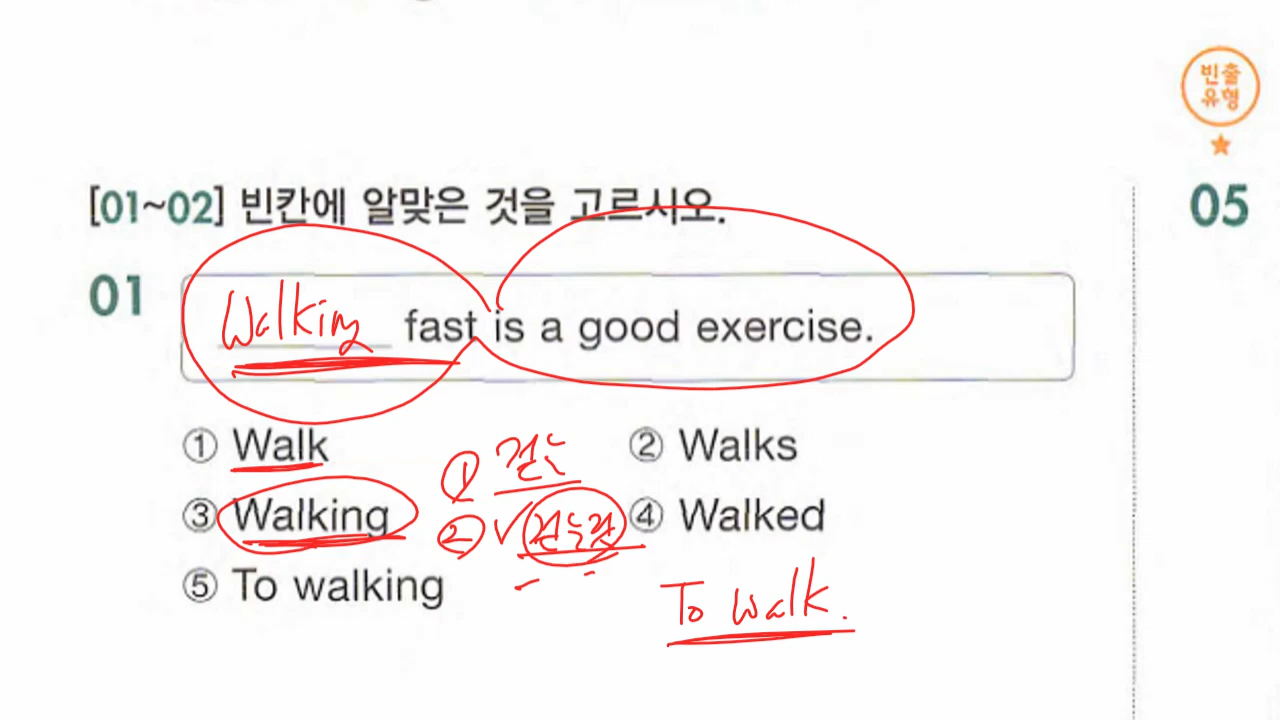 빈출
유형
[01~02] 빈칸에 알맞은 것을 고르시오.
05
01
Walking fast is a good exercise.
① Walk
② Walks
① 걷는
③ Walking
② ✓ 걷는것
④ Walked
⑤ To walking
To walk.